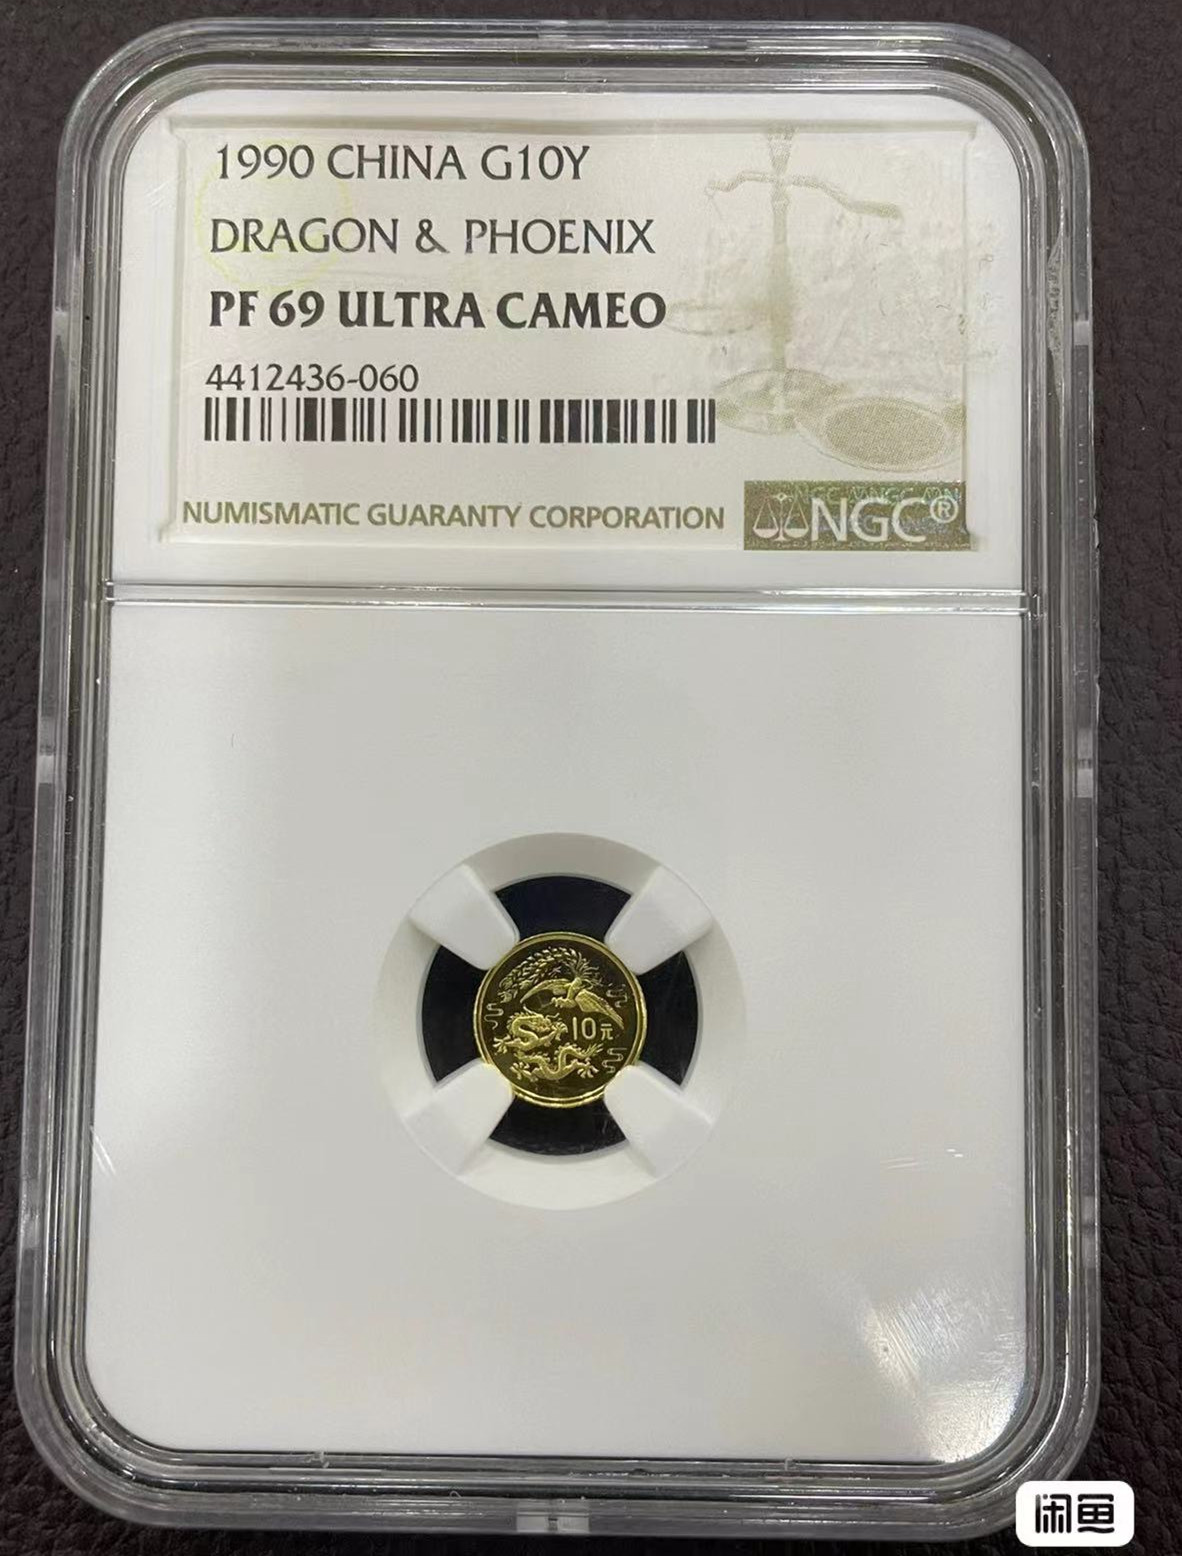 1990 CHINA G10Y
DRAGON & PHOENIX
PF 69 ULTRA CAMEO
4412436-060
NUMISMATIC GUARANTY CORPORATION
NGC®
10元
闲鱼